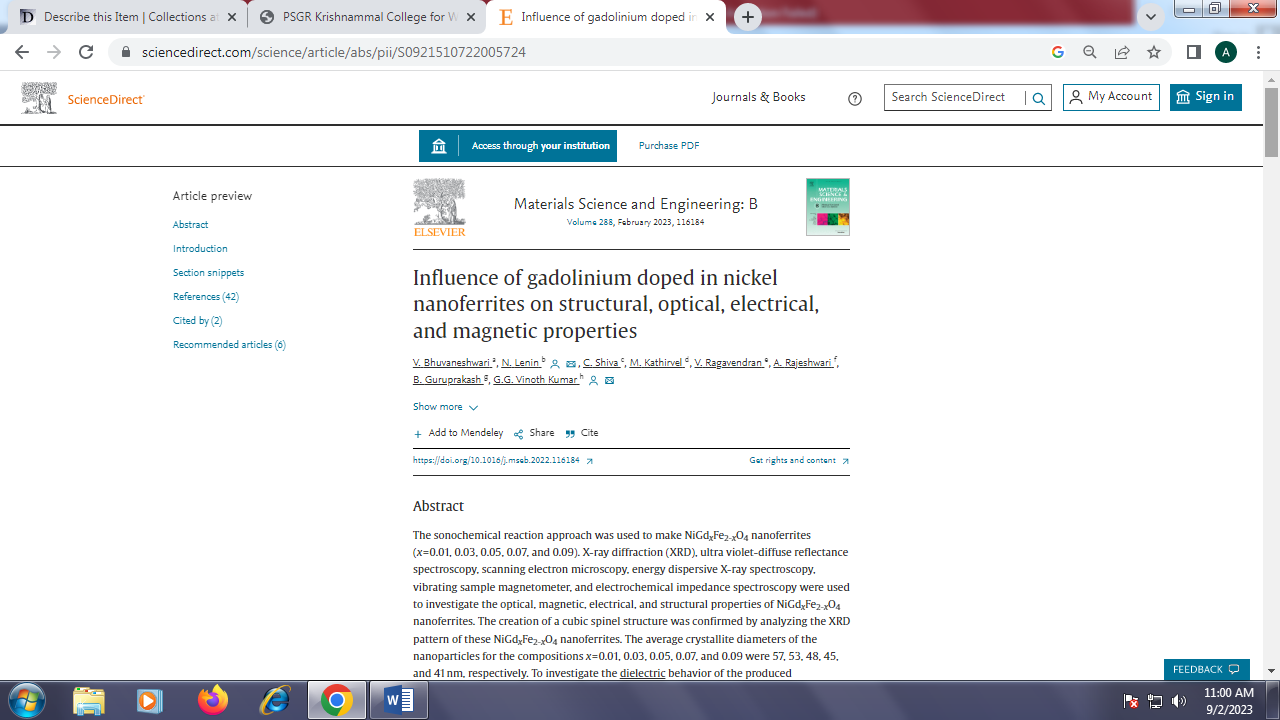 Describe this Item | Collections at
PSGR Krishnammal College for W
Influence of gadolinium doped in
sciencedirect.com/science/article/abs/pii/S0921510722005724
A
ScienceDirect
Journals & Books
Search ScienceDirect
My Account
Sign in
Access through your institution
Purchase PDF
Article preview
Abstract
Introduction
Section snippets
References (42)
Cited by (2)
Recommended articles (6)
ELSEVIER
Materials Science and Engineering: B
Volume 288, February 2023, 116184
Influence of gadolinium doped in nickel
nanoferrites on structural, optical, electrical,
and magnetic properties
V. Bhuvaneshwari a, N. Lenin b, C. Shiva c, M. Kathirvel d, V. Ragavendran e, A. Rajeshwari f,
B. Guruprakash g, G.G. Vinoth Kumar h
Show more
Add to Mendeley Share Cite
https://doi.org/10.1016/j.mseb.2022.116184
Get rights and content
Abstract
The sonochemical reaction approach was used to make NiGdxFe2-xO4 nanoferrites
(x=0.01, 0.03, 0.05, 0.07, and 0.09). X-ray diffraction (XRD), ultra violet-diffuse reflectance
spectroscopy, scanning electron microscopy, energy dispersive X-ray spectroscopy,
vibrating sample magnetometer, and electrochemical impedance spectroscopy were used
to investigate the optical, magnetic, electrical, and structural properties of NiGdxFe2-xO4
nanoferrites. The creation of a cubic spinel structure was confirmed by analyzing the XRD
pattern of these NiGdxFe2-xO4 nanoferrites. The average crystallite diameters of the
nanoparticles for the compositions x=0.01, 0.03, 0.05, 0.07, and 0.09 were 57, 53, 48, 45,
and 41 nm, respectively. To investigate the dielectric behavior of the produced
FEEDBACK
11:00 AM
9/2/2023